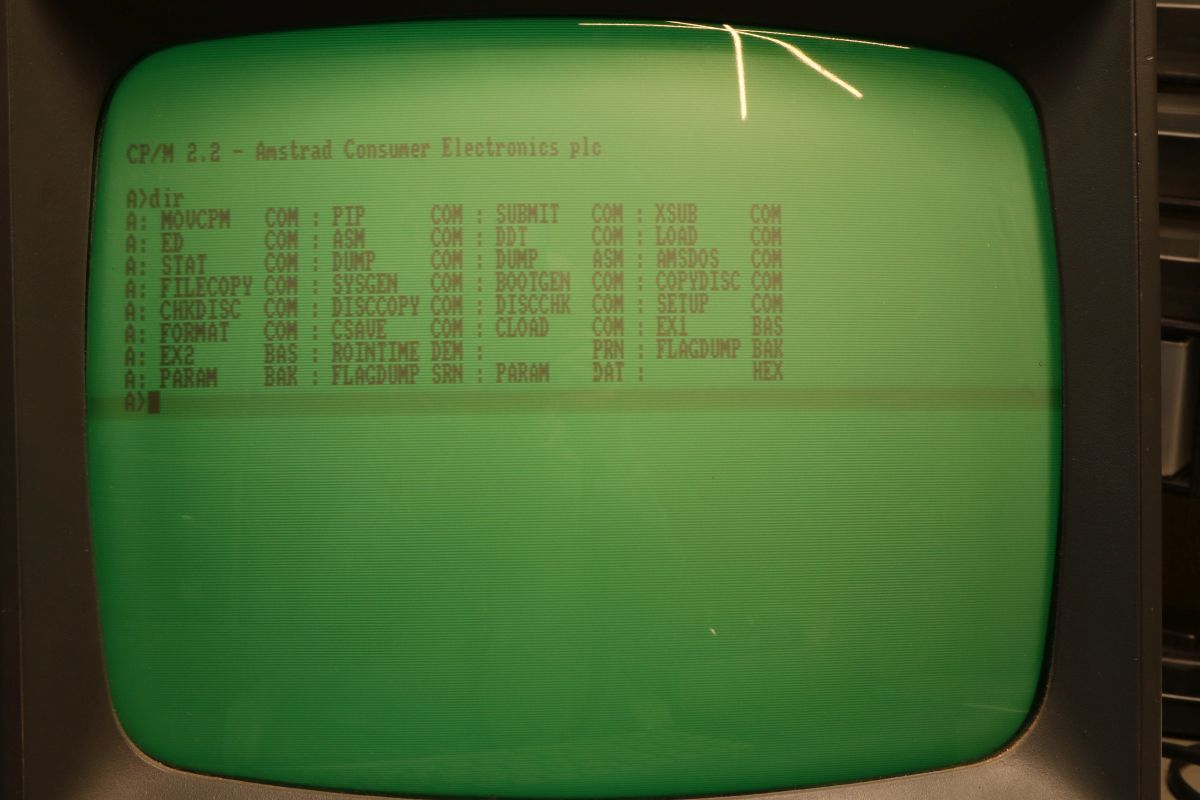 CP/M 2.2 - Amstrad Consumer Electronics plc
A>dir
A: MOVCPM   COM : PIP      COM : SUBMIT   COM : XSUB     COM
A: ED       COM : ASM      COM : DDT      COM : LOAD     COM
A: STAT     COM : DUMP     COM : DUMP     ASM : AMSDOS   COM
A: FILECOPY COM : SYSGEN   COM : BOOTGEN  COM : COPYDISC COM
A: CHKDISC  COM : DISCCOPY COM : DISCCHK  COM : SETUP    COM
A: FORMAT   COM : CSAVE    COM : CLOAD    COM : EX1      BAS
A: EX2      BAS : ROINTIME DEM :          PRN : FLAGDUMP BAK
A: PARAM    BAK : FLAGDUMP SRN : PARAM    DAT :          HEX
A>